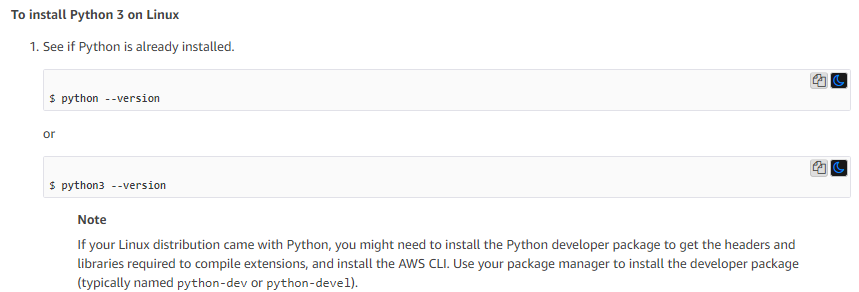 To install Python 3 on Linux
1. See if Python is already installed.
$ python --version
or
$ python3 --version
Note
If your Linux distribution came with Python, you might need to install the Python developer package to get the headers and
libraries required to compile extensions, and install the AWS CLI. Use your package manager to install the developer package
(typically named python-dev or python-devel).